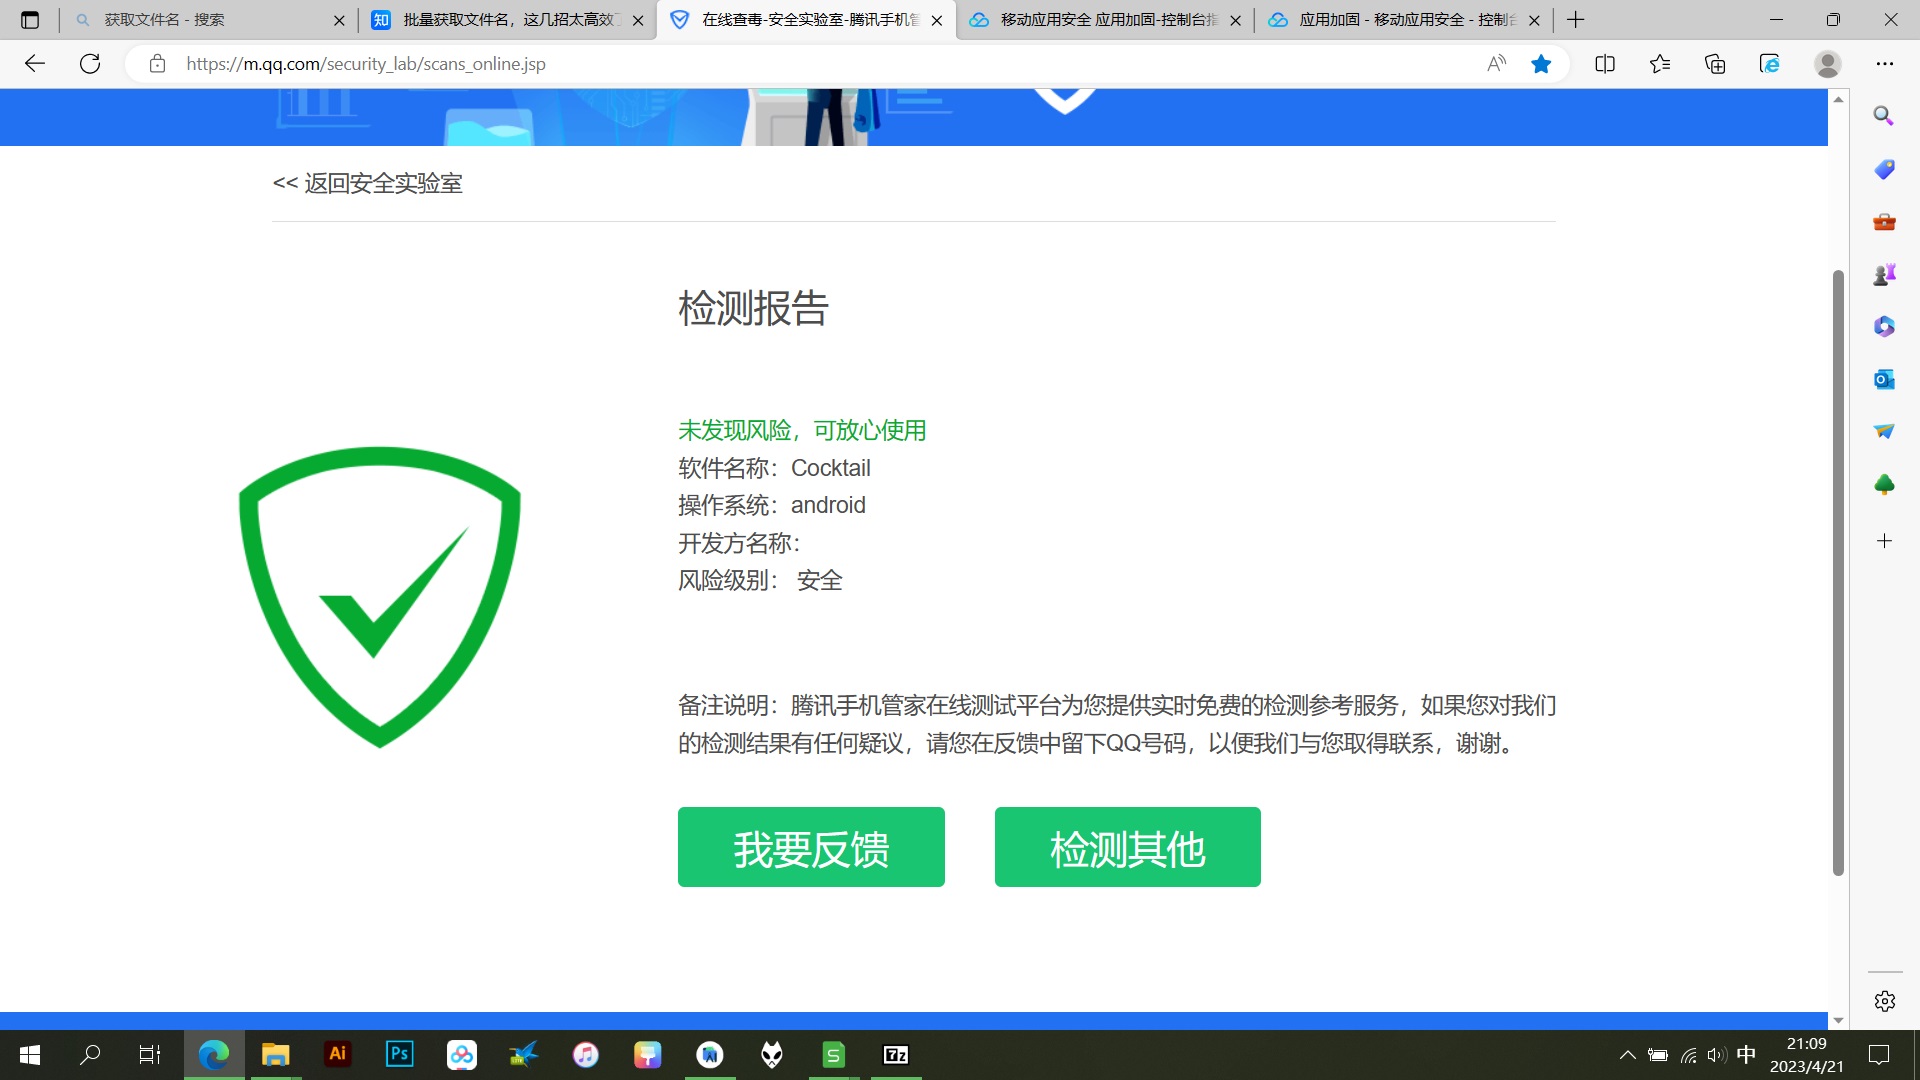 获取文件名 - 搜索
知
批量获取文件名，这几招太高效
在线查毒-安全实验室-腾讯手机管
移动应用安全 应用加固-控制台指
应用加固 - 移动应用安全 - 控制台
https://m.qq.com/security_lab/scans_online.jsp
<< 返回安全实验室
检测报告
未发现风险，可放心使用
软件名称：Cocktail
操作系统：android
开发方名称：
风险级别： 安全
备注说明：腾讯手机管家在线测试平台为您提供实时免费的检测参考服务，如果您对我们
的检测结果有任何疑议，请您在反馈中留下QQ号码，以便我们与您取得联系，谢谢。
我要反馈
检测其他
Ai
Ps
S
7z
中
21:09
2023/4/21